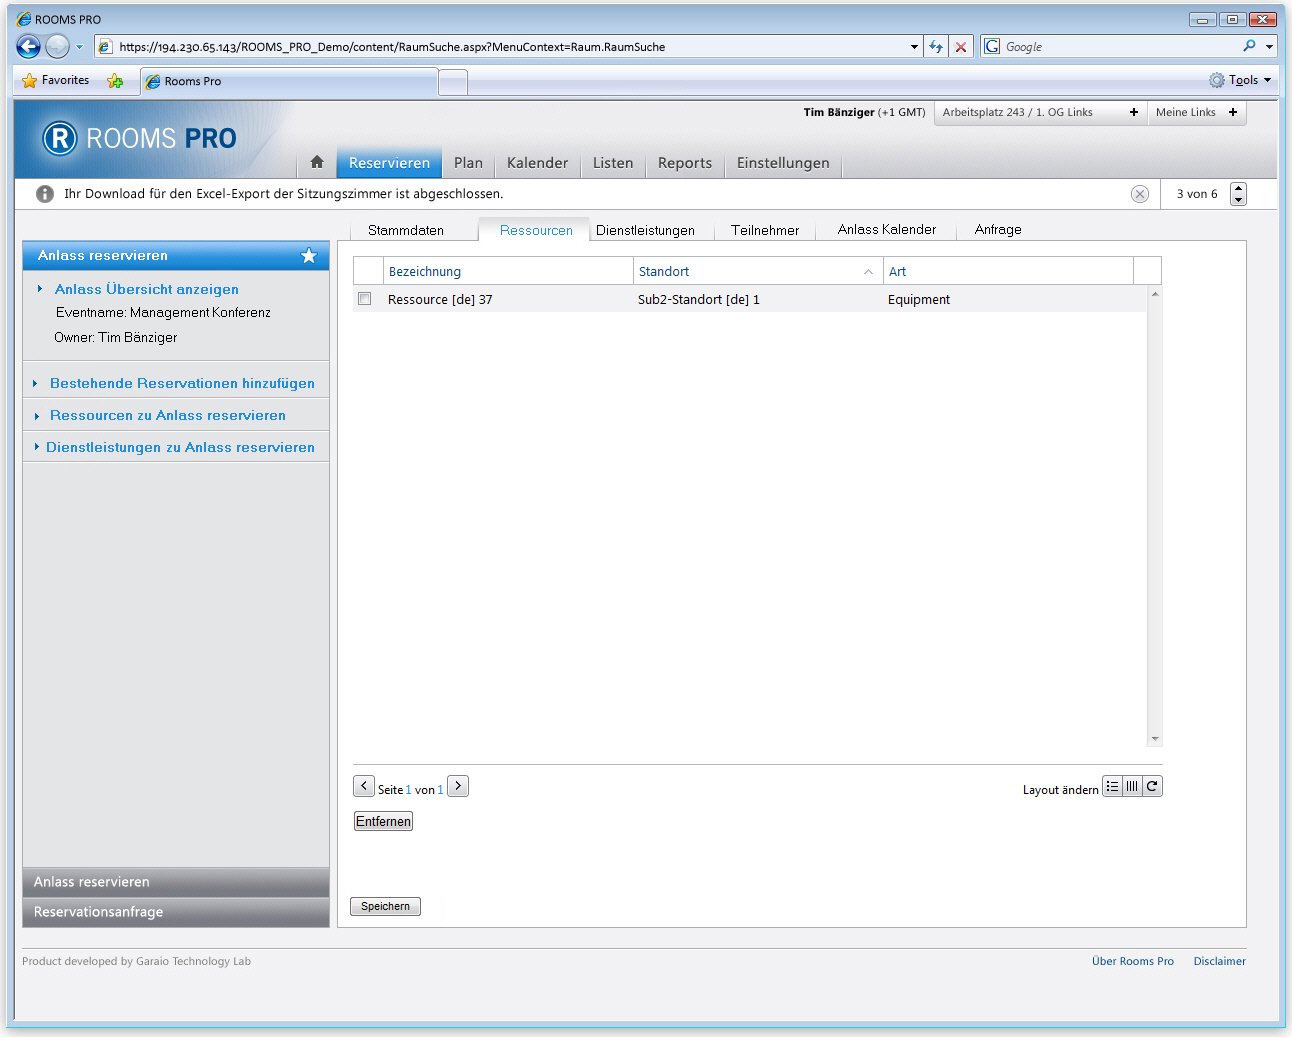 ROOMS PRO
https://194.230.65.143/ROOMS_PRO_Demo/content/RaumSuche.aspx?MenuContext=Raum.RaumSuche
G Google
Favorites
Rooms Pro
Tools
Tim Bänziger (+1 GMT)
Arbeitsplatz 243 / 1. OG Links +
Meine Links +
R ROOMS PRO
Reservieren
Plan
Kalender
Listen
Reports
Einstellungen
Ihr Download für den Excel-Export der Sitzungszimmer ist abgeschlossen.
3 von 6
Stammdaten
Ressourcen
Dienstleistungen
Teilnehmer
Anlass Kalender
Anfrage
Anlass reservieren
Anlass Übersicht anzeigen
Eventname: Management Konferenz
Owner: Tim Bänziger
Bestehende Reservationen hinzufügen
Ressourcen zu Anlass reservieren
Dienstleistungen zu Anlass reservieren
Bezeichnung
Standort
Art
Ressource [de] 37
Sub2-Standort [de] 1
Equipment
< Seite 1 von 1 >
Layout ändern
Entfernen
Speichern
Anlass reservieren
Reservationsanfrage
Product developed by Garaio Technology Lab
Über Rooms Pro
Disclaimer